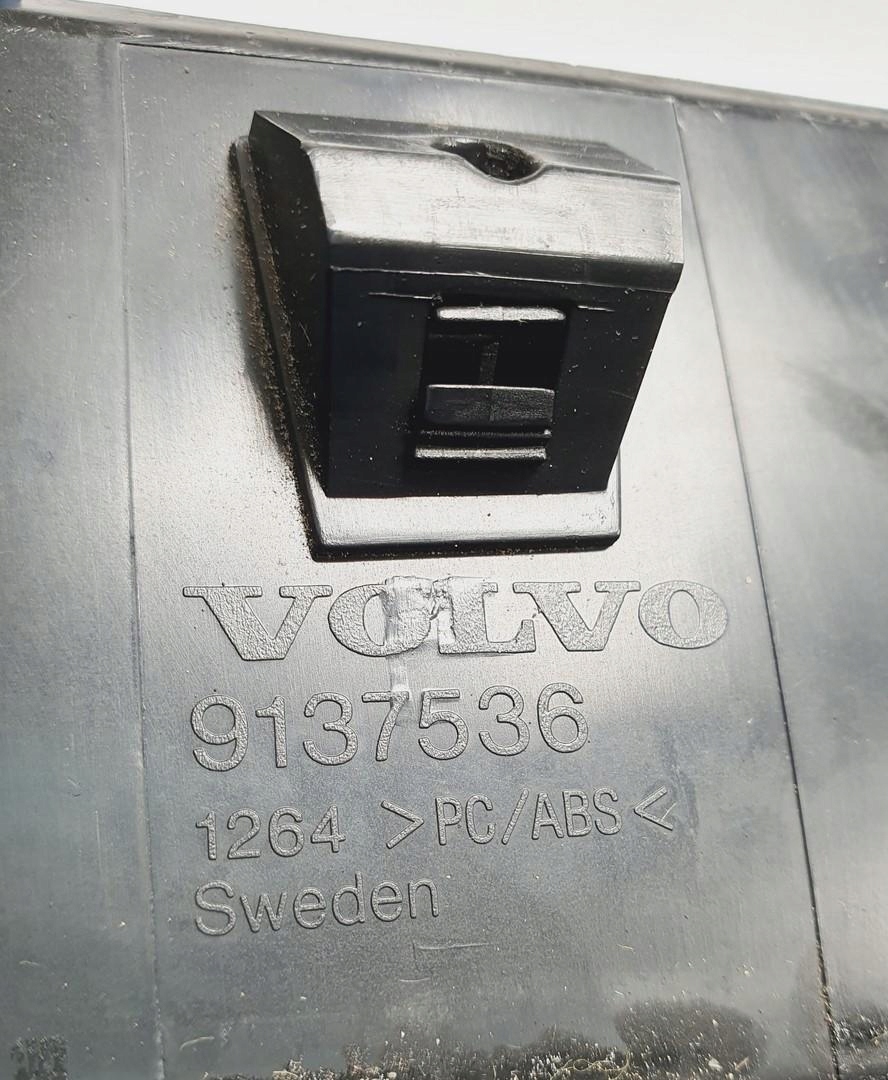 VOLVO
9137536
1264 >PC/ABS<
Sweden